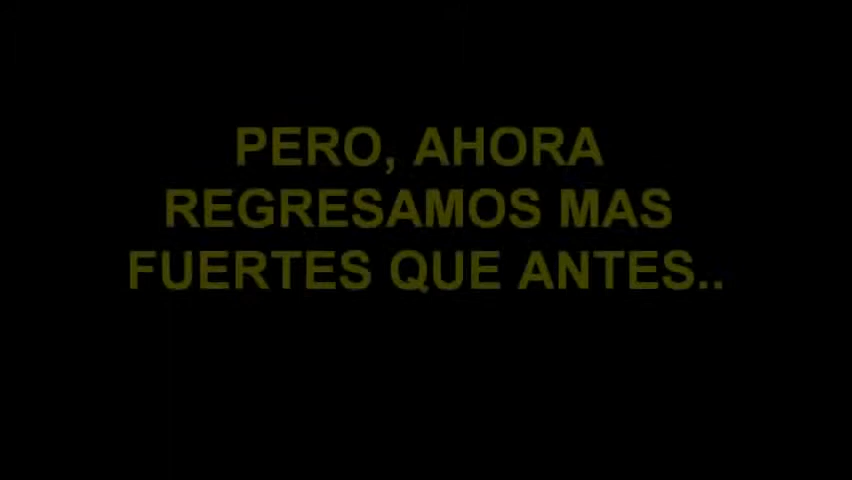 PERO, AHORA
REGRESAMOS MAS
FUERTES QUE ANTES..